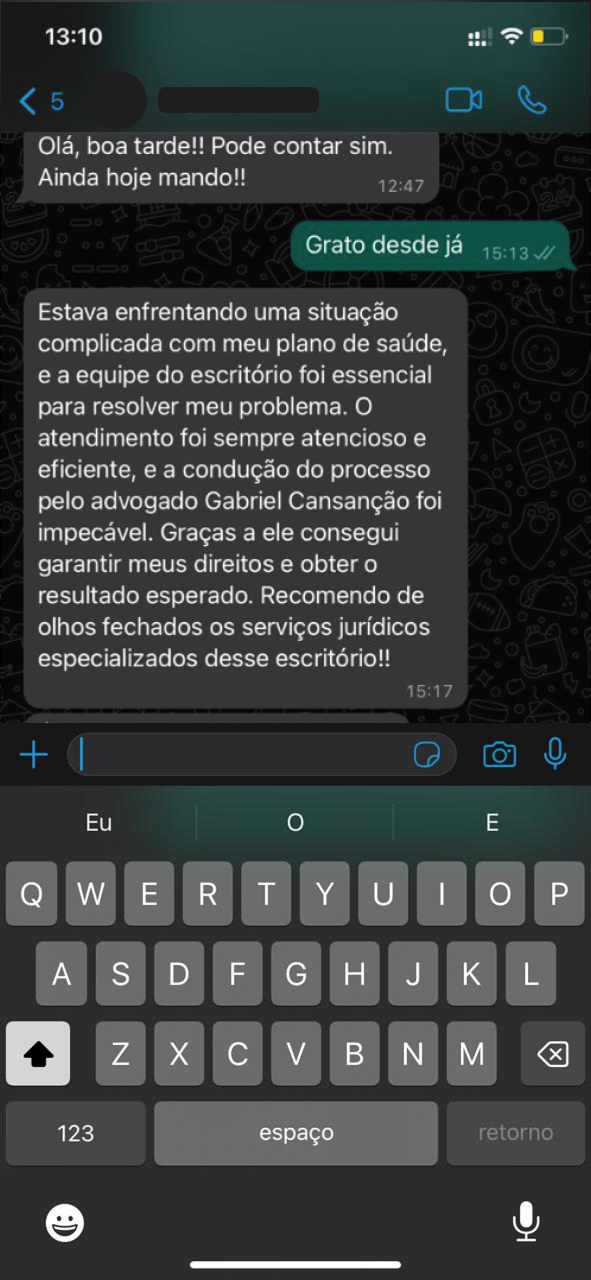 13:10
5
Olá, boa tarde!! Pode contar sim.
Ainda hoje mando!!
12:47
Grato desde já
15:13
Estava enfrentando uma situação
complicada com meu plano de saúde,
e a equipe do escritório foi essencial
para resolver meu problema. O
atendimento foi sempre atencioso e
eficiente, e a condução do processo
pelo advogado Gabriel Cansanção foi
impecável. Graças a ele consegui
garantir meus direitos e obter o
resultado esperado. Recomendo de
olhos fechados os serviços jurídicos
especializados desse escritório!!
15:17
Eu O E
Q W E R T Y U I O P
A S D F G H J K L
Z X C V B N M
123 espaço retorno